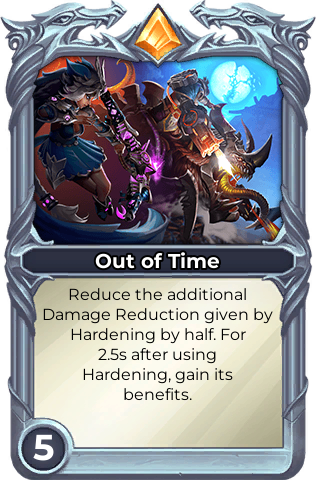 Out of Time
Reduce the additional
Damage Reduction given by
Hardening by half. For
2.5s after using
Hardening, gain its
benefits.
5